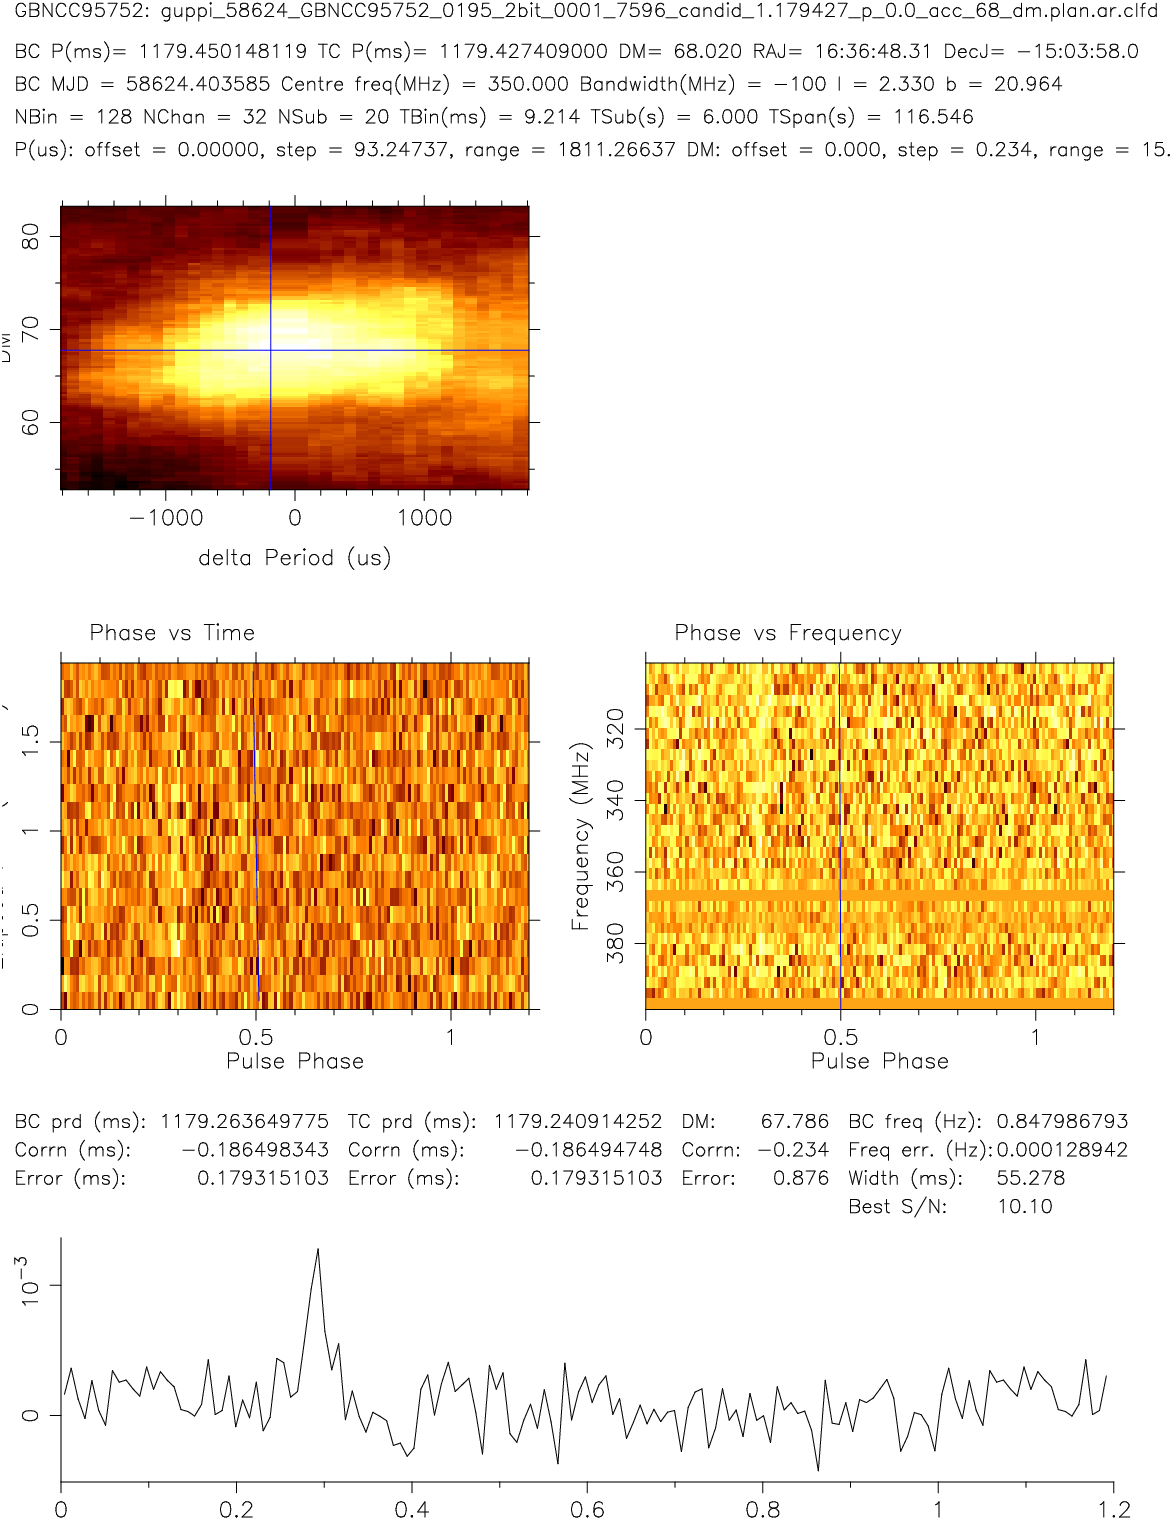 GBNCC95752: guppi_58624_GBNCC95752_0195_2bit_0001_7596_candid_1.179427_p_0.0_acc_68_dm.plan.ar.clfd
BC P(ms)= 1179.450148119 TC P(ms)= 1179.427409000 DM= 68.020 RAJ= 16:36:48.31 DecJ= −15:03:58.0
BC MJD = 58624.403585 Centre freq(MHz) = 350.000 Bandwidth(MHz) = −100 l = 2.330 b = 20.964
NBin = 128 NChan = 32 NSub = 20 TBin(ms) = 9.214 TSub(s) = 6.000 TSpan(s) = 116.546
P(us): offset = 0.00000, step = 93.24737, range = 1811.26637 DM: offset = 0.000, step = 0.234, range = 15.
80
70
60
DM
−1000 0 1000
delta Period (us)
Phase vs Time
1.5
1
0.5
0
0 0.5 1
Pulse Phase
Phase vs Frequency
Frequency (MHz)
320
340
360
380
0 0.5 1
Pulse Phase
BC prd (ms): 1179.263649775 TC prd (ms): 1179.240914252 DM: 67.786 BC freq (Hz): 0.847986793
Corrn (ms): −0.186498343 Corrn (ms): −0.186494748 Corrn: −0.234 Freq err. (Hz): 0.000128942
Error (ms): 0.179315103 Error (ms): 0.179315103 Error: 0.876 Width (ms): 55.278
Best S/N: 10.10
10−3
0
0 0.2 0.4 0.6 0.8 1 1.2